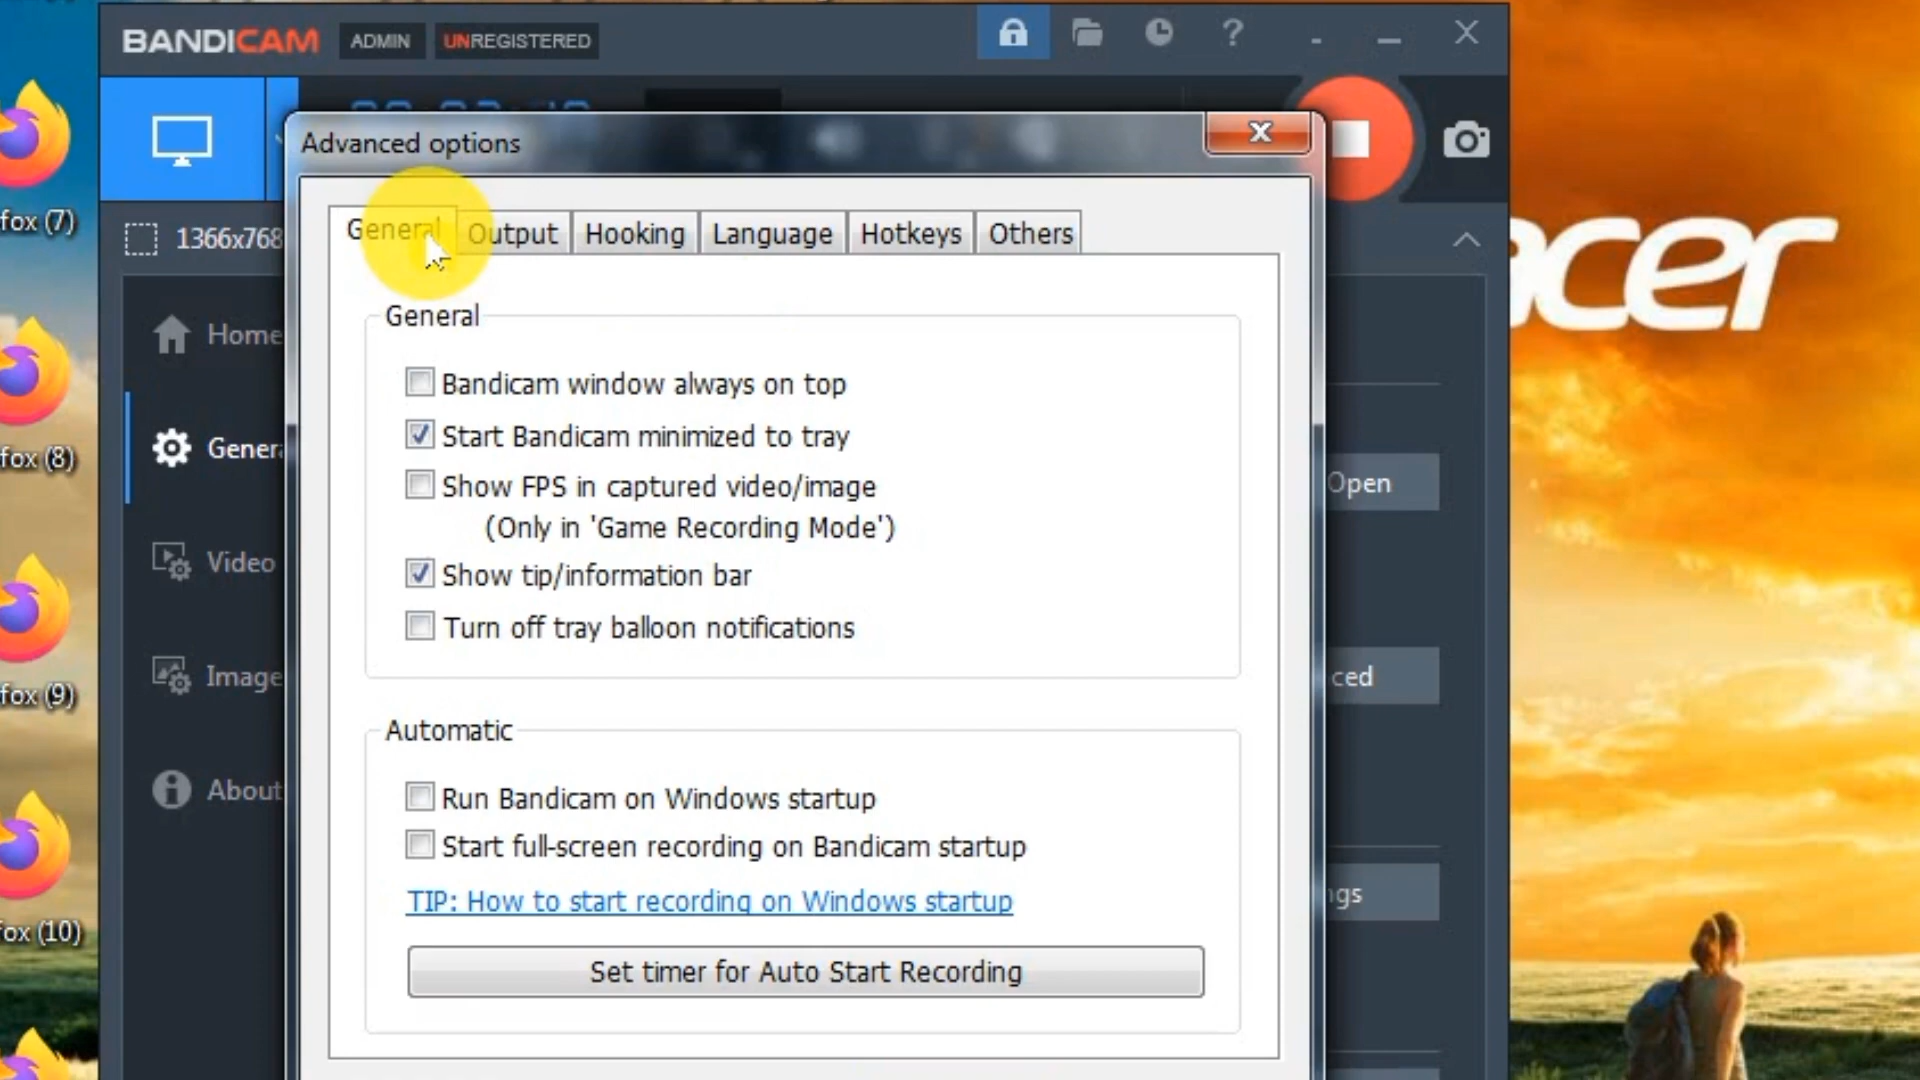 BANDICAM ADMIN UNREGISTERED ?
Advanced options
fox (7)
1366x768
General Output Hooking Language Hotkeys Others
acer
General
Home
Bandicam window always on top
Start Bandicam minimized to tray
Gener
fox (8)
Show FPS in captured video/image
Open
(Only in 'Game Recording Mode')
Video
Show tip/information bar
Turn off tray balloon notifications
Image
ced
fox (9)
Automatic
About
Run Bandicam on Windows startup
Start full-screen recording on Bandicam startup
TIP: How to start recording on Windows startup
ngs
fox (10)
Set timer for Auto Start Recording